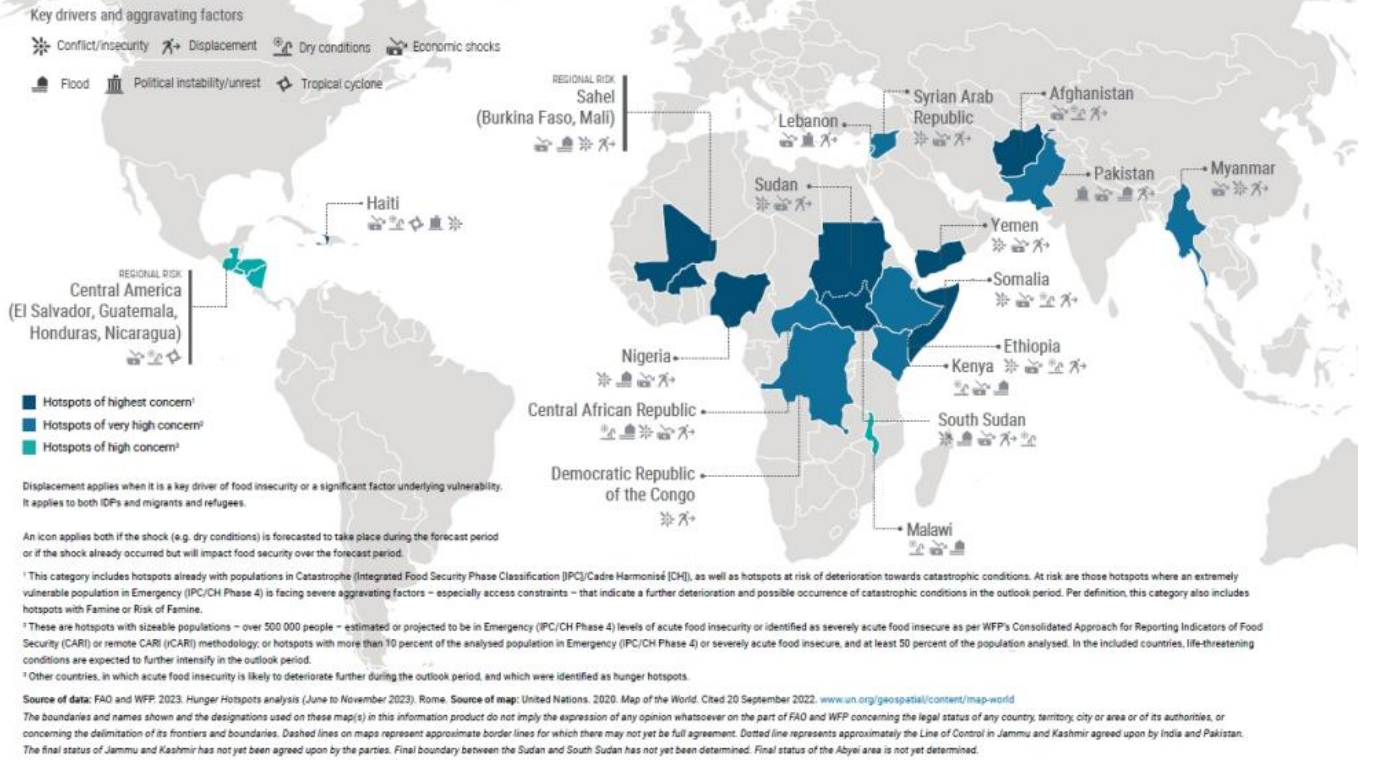 Key drivers and aggravating factors
Conflict/insecurity Displacement Dry conditions Economic shocks
Flood Political instability/unrest Tropical cyclone
REGIONAL RISK
Sahel
(Burkina Faso, Mali)
Lebanon
Syrian Arab
Republic
Afghanistan
Pakistan
Myanmar
Sudan
Haiti
Yemen
REGIONAL RISK
Central America
(El Salvador, Guatemala,
Honduras, Nicaragua)
Somalia
Nigeria
Ethiopia
Kenya
Central African Republic
South Sudan
Democratic Republic
of the Congo
Malawi
Hotspots of highest concern¹
Hotspots of very high concern²
Hotspots of high concern³
Displacement applies when it is a key driver of food insecurity or a significant factor underlying vulnerability.
It applies to both IDPs and migrants and refugees.
An icon applies both if the shock (e.g. dry conditions) is forecasted to take place during the forecast period
or if the shock already occurred but will impact food security over the forecast period.
¹ This category includes hotspots already with populations in Catastrophe (Integrated Food Security Phase Classification [IPC]/Cadre Harmonisé [CH]), as well as hotspots at risk of deterioration towards catastrophic conditions. At risk are those hotspots where an extremely
vulnerable population in Emergency (IPC/CH Phase 4) is facing severe aggravating factors – especially access constraints – that indicate a further deterioration and possible occurrence of catastrophic conditions in the outlook period. Per definition, this category also includes
hotspots with Famine or Risk of Famine.
² These are hotspots with sizeable populations – over 500 000 people – estimated or projected to be in Emergency (IPC/CH Phase 4) levels of acute food insecurity or identified as severely acute food insecure as per WFP's Consolidated Approach for Reporting Indicators of Food
Security (CARI) or remote CARI (rCARI) methodology; or hotspots with more than 10 percent of the analysed population in Emergency (IPC/CH Phase 4) or severely acute food insecure, and at least 50 percent of the population analysed. In the included countries, life-threatening
conditions are expected to further intensify in the outlook period.
³ Other countries, in which acute food insecurity is likely to deteriorate further during the outlook period, and which were identified as hunger hotspots.
Source of data: FAO and WFP. 2023. Hunger Hotspots analysis (June to November 2023). Rome. Source of map: United Nations. 2020. Map of the World. Cited 20 September 2022. www.un.org/geospatial/content/map-world
The boundaries and names shown and the designations used on these map(s) in this information product do not imply the expression of any opinion whatsoever on the part of FAO and WFP concerning the legal status of any country, territory, city or area or of its authorities, or
concerning the delimitation of its frontiers and boundaries. Dashed lines on maps represent approximate border lines for which there may not yet be full agreement. Dotted line represents approximately the Line of Control in Jammu and Kashmir agreed upon by India and Pakistan.
The final status of Jammu and Kashmir has not yet been agreed upon by the parties. Final boundary between the Sudan and South Sudan has not yet been determined. Final status of the Abyei area is not yet determined.